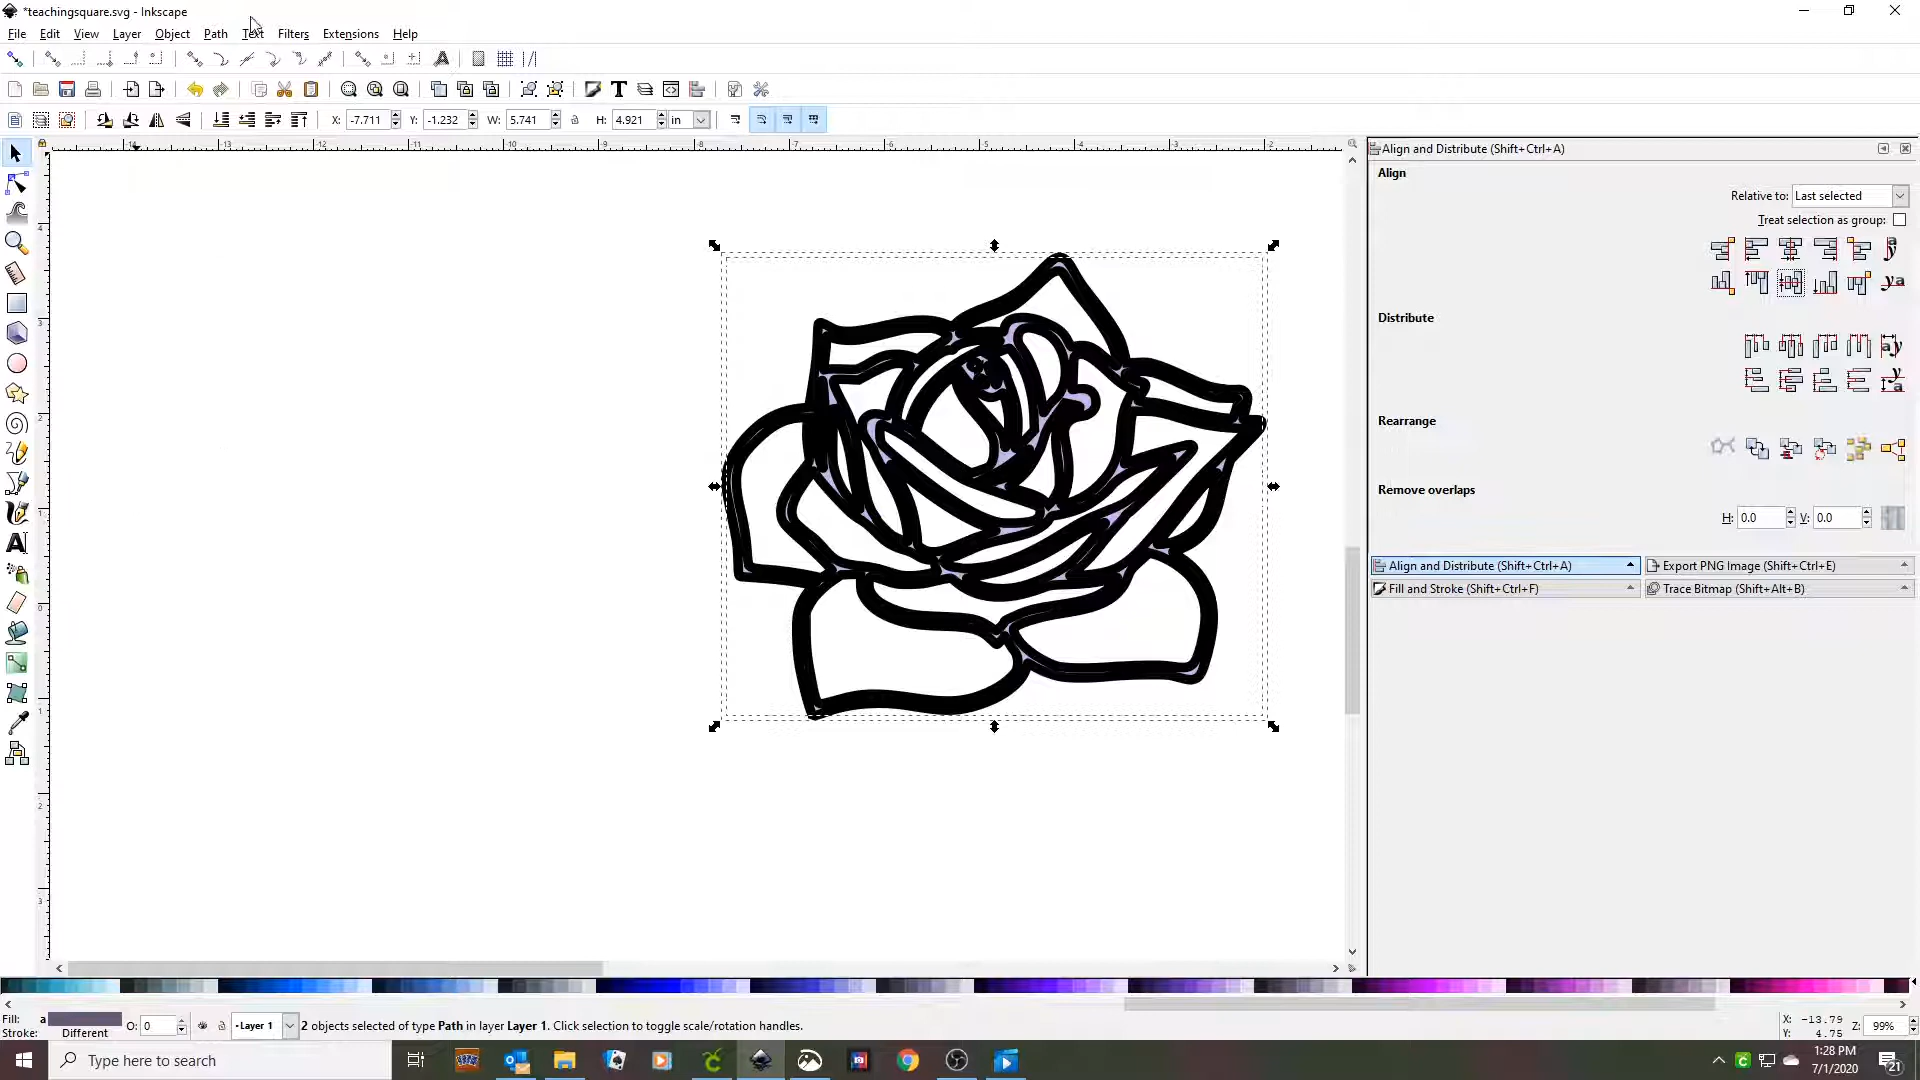 *teachingsquare.svg - Inkscape
File Edit View Layer Object Path Text Filters Extensions Help
X: -7.711 Y: -1.232 W: 5.741 H: 4.921 in
Align and Distribute (Shift+Ctrl+A)
Align
Relative to: Last selected
Treat selection as group:
Distribute
Rearrange
Remove overlaps
H: 0.0 V: 0.0
Align and Distribute (Shift+Ctrl+A) Export PNG Image (Shift+Ctrl+E)
Fill and Stroke (Shift+Ctrl+F) Trace Bitmap (Shift+Alt+B)
Fill: a
Stroke: Different
O: 0 •Layer 1 2 objects selected of type Path in layer Layer 1. Click selection to toggle scale/rotation handles.
X: -13.79
Y: 4.75
Z: 99%
Type here to search
1:28 PM
7/1/2020
21